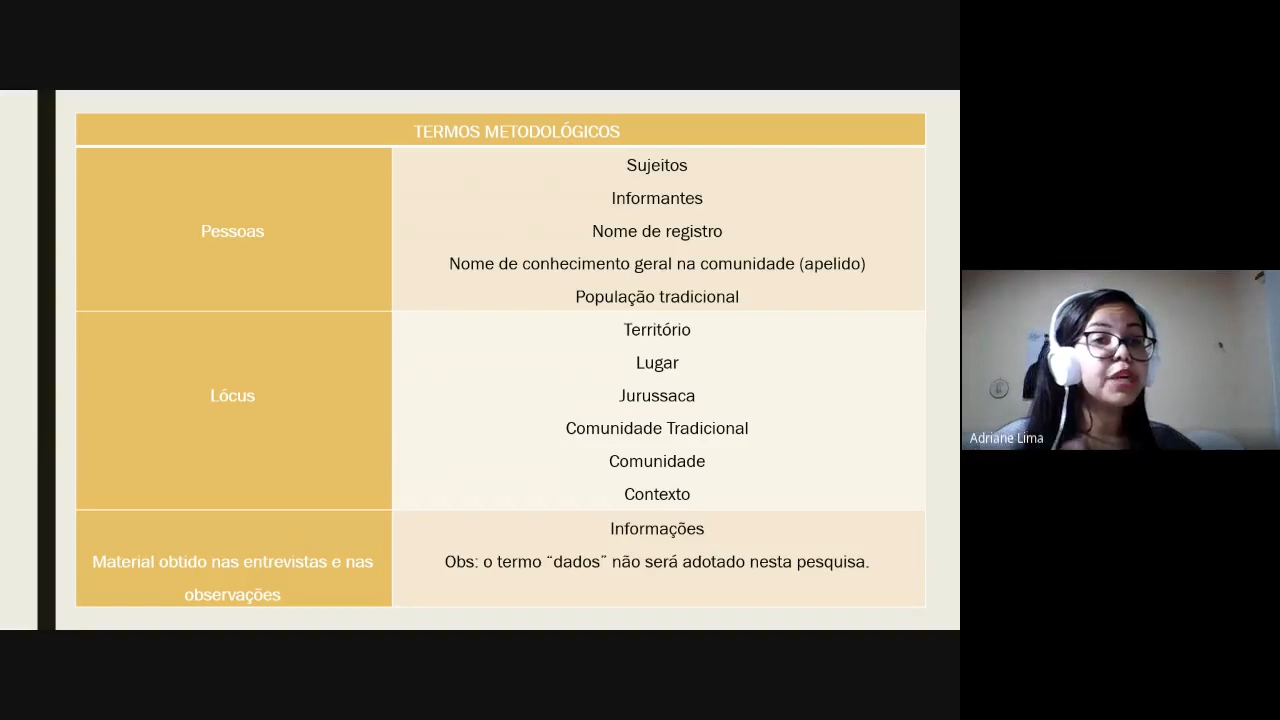 TERMOS METODOLÓGICOS
Pessoas
Sujeitos
Informantes
Nome de registro
Nome de conhecimento geral na comunidade (apelido)
População tradicional
Lócus
Território
Lugar
Jurussaca
Comunidade Tradicional
Comunidade
Contexto
Material obtido nas entrevistas e nas
observações
Informações
Obs: o termo “dados” não será adotado nesta pesquisa.
Adriane Lima